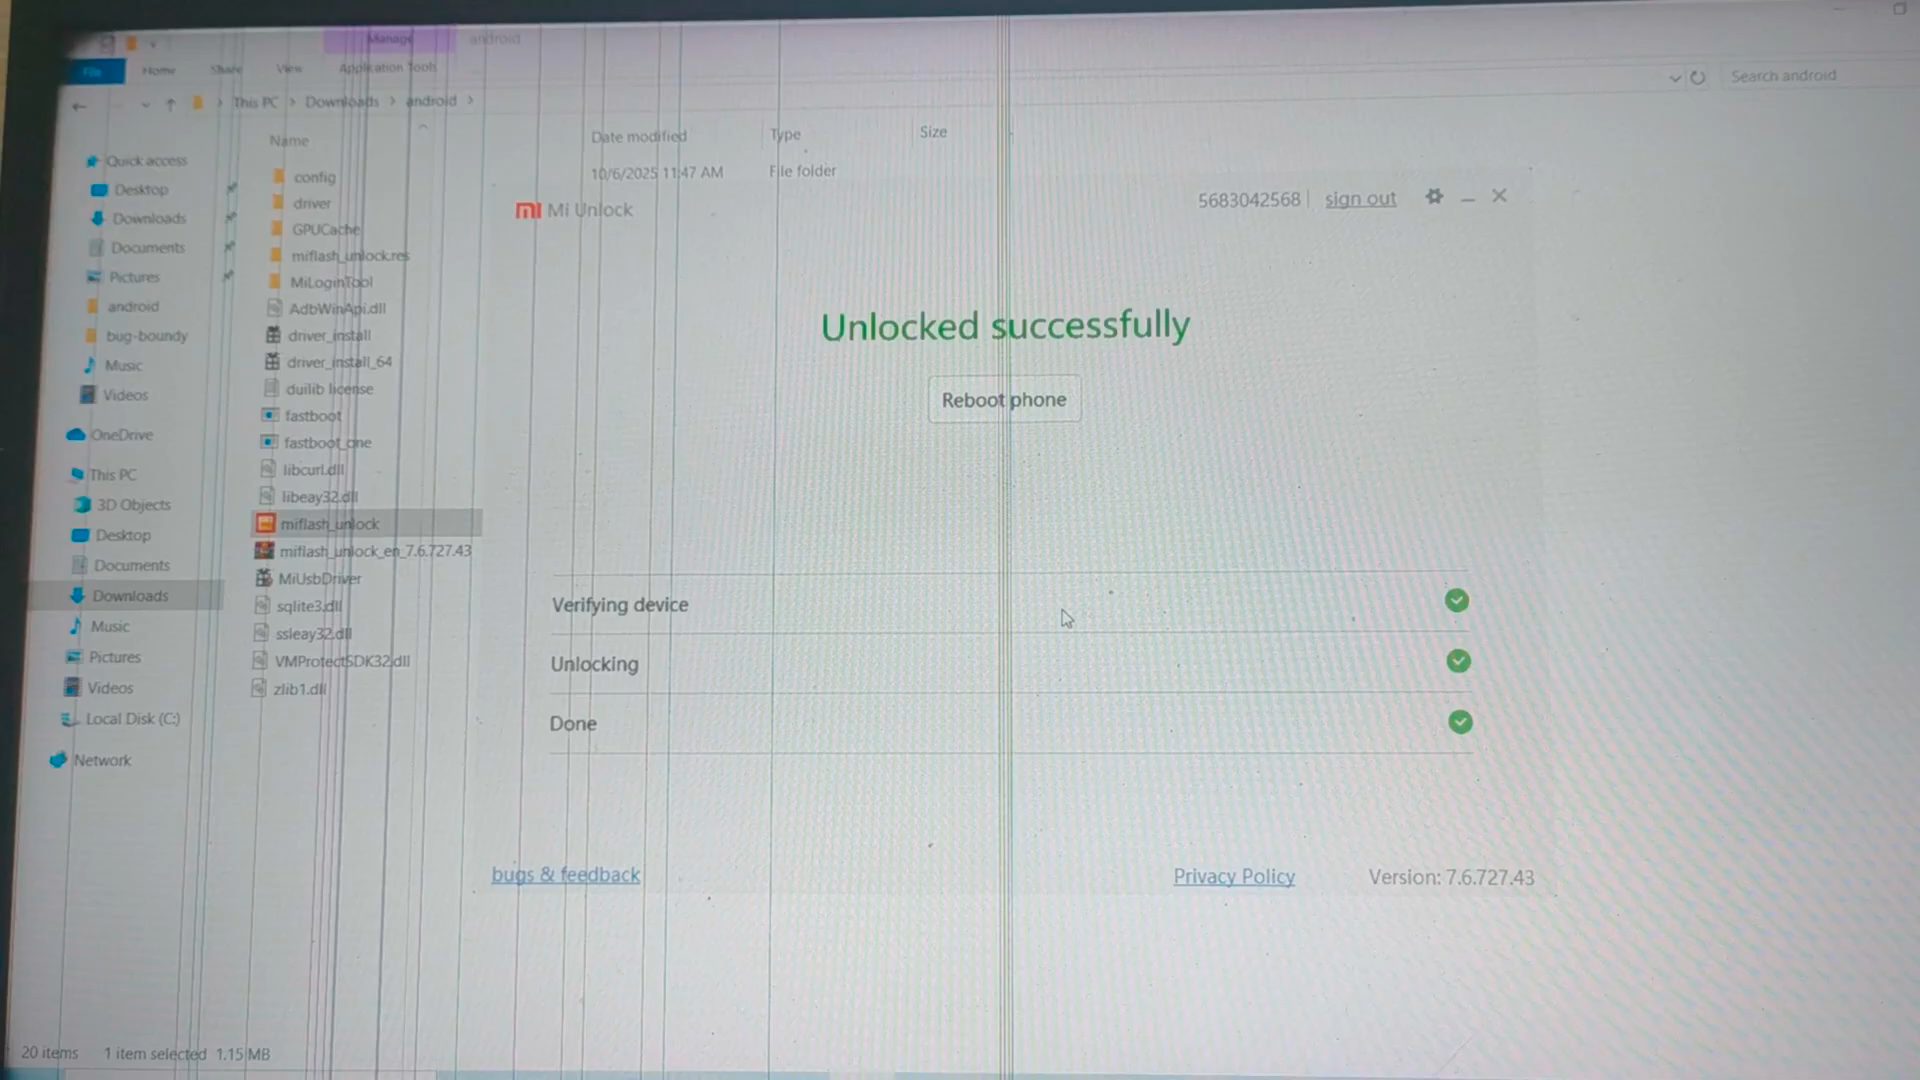 Manage
android
File
Home
Share
View
Application Tools
This PC > Downloads > android >
Search android
Name
Date modified
Type
Size
10/6/2025 11:47 AM
File folder
Quick access
Desktop
Downloads
Documents
Pictures
android
bug-boundy
Music
Videos
OneDrive
This PC
3D Objects
Desktop
Documents
Downloads
Music
Pictures
Videos
Local Disk (C:)
Network
config
driver
GPUCache
miflash_unlock.res
MiLoginTool
AdbWinApi.dll
driver_install
driver_install_64
duilib license
fastboot
fastboot_one
libcurl.dll
libeay32.dll
miflash_unlock
miflash_unlock_en_7.6.727.43
MiUsbDriver
sqlite3.dll
ssleay32.dll
VMProtectSDK32.dll
zlib1.dll
mi Mi Unlock
5683042568 | sign out
Unlocked successfully
Reboot phone
Verifying device
Unlocking
Done
bugs & feedback
Privacy Policy
Version: 7.6.727.43
20 items
1 item selected 1.15 MB